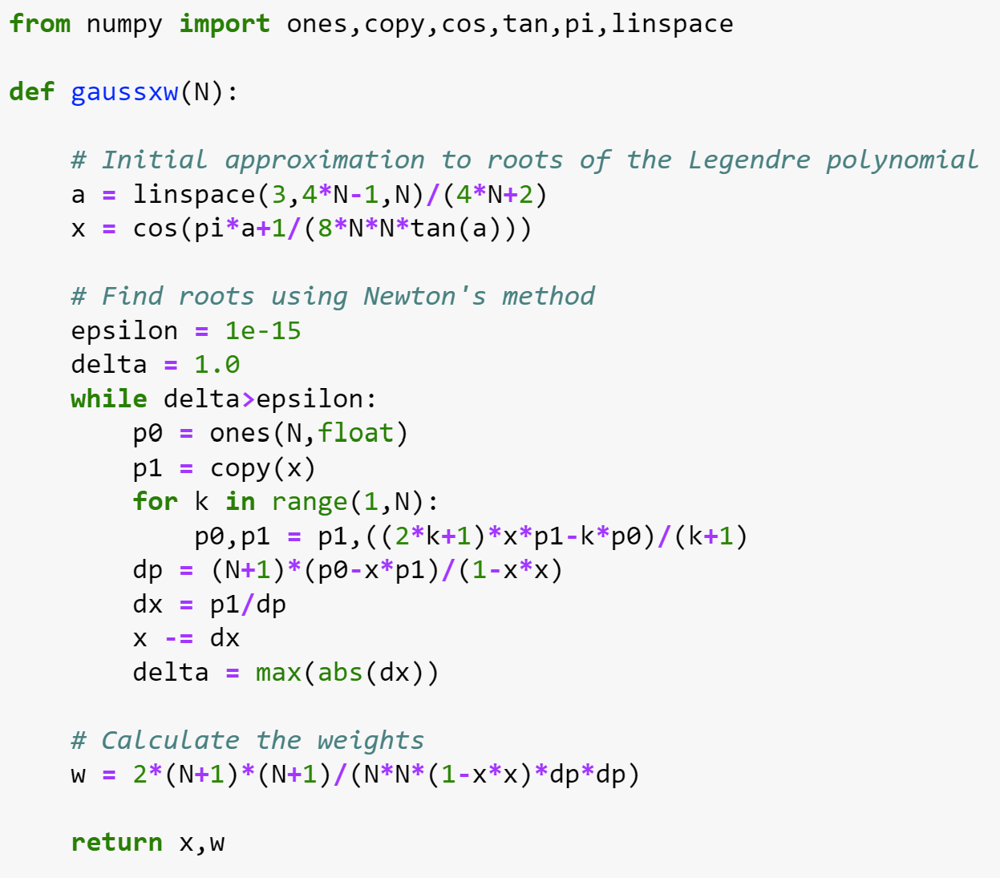 from numpy import ones,copy,cos,tan,pi,linspace

def gaussxw(N):

    # Initial approximation to roots of the Legendre polynomial
    a = linspace(3,4*N-1,N)/(4*N+2)
    x = cos(pi*a+1/(8*N*N*tan(a)))

    # Find roots using Newton's method
    epsilon = 1e-15
    delta = 1.0
    while delta>epsilon:
        p0 = ones(N,float)
        p1 = copy(x)
        for k in range(1,N):
            p0,p1 = p1,((2*k+1)*x*p1-k*p0)/(k+1)
        dp = (N+1)*(p0-x*p1)/(1-x*x)
        dx = p1/dp
        x -= dx
        delta = max(abs(dx))

    # Calculate the weights
    w = 2*(N+1)*(N+1)/(N*N*(1-x*x)*dp*dp)

    return x,w